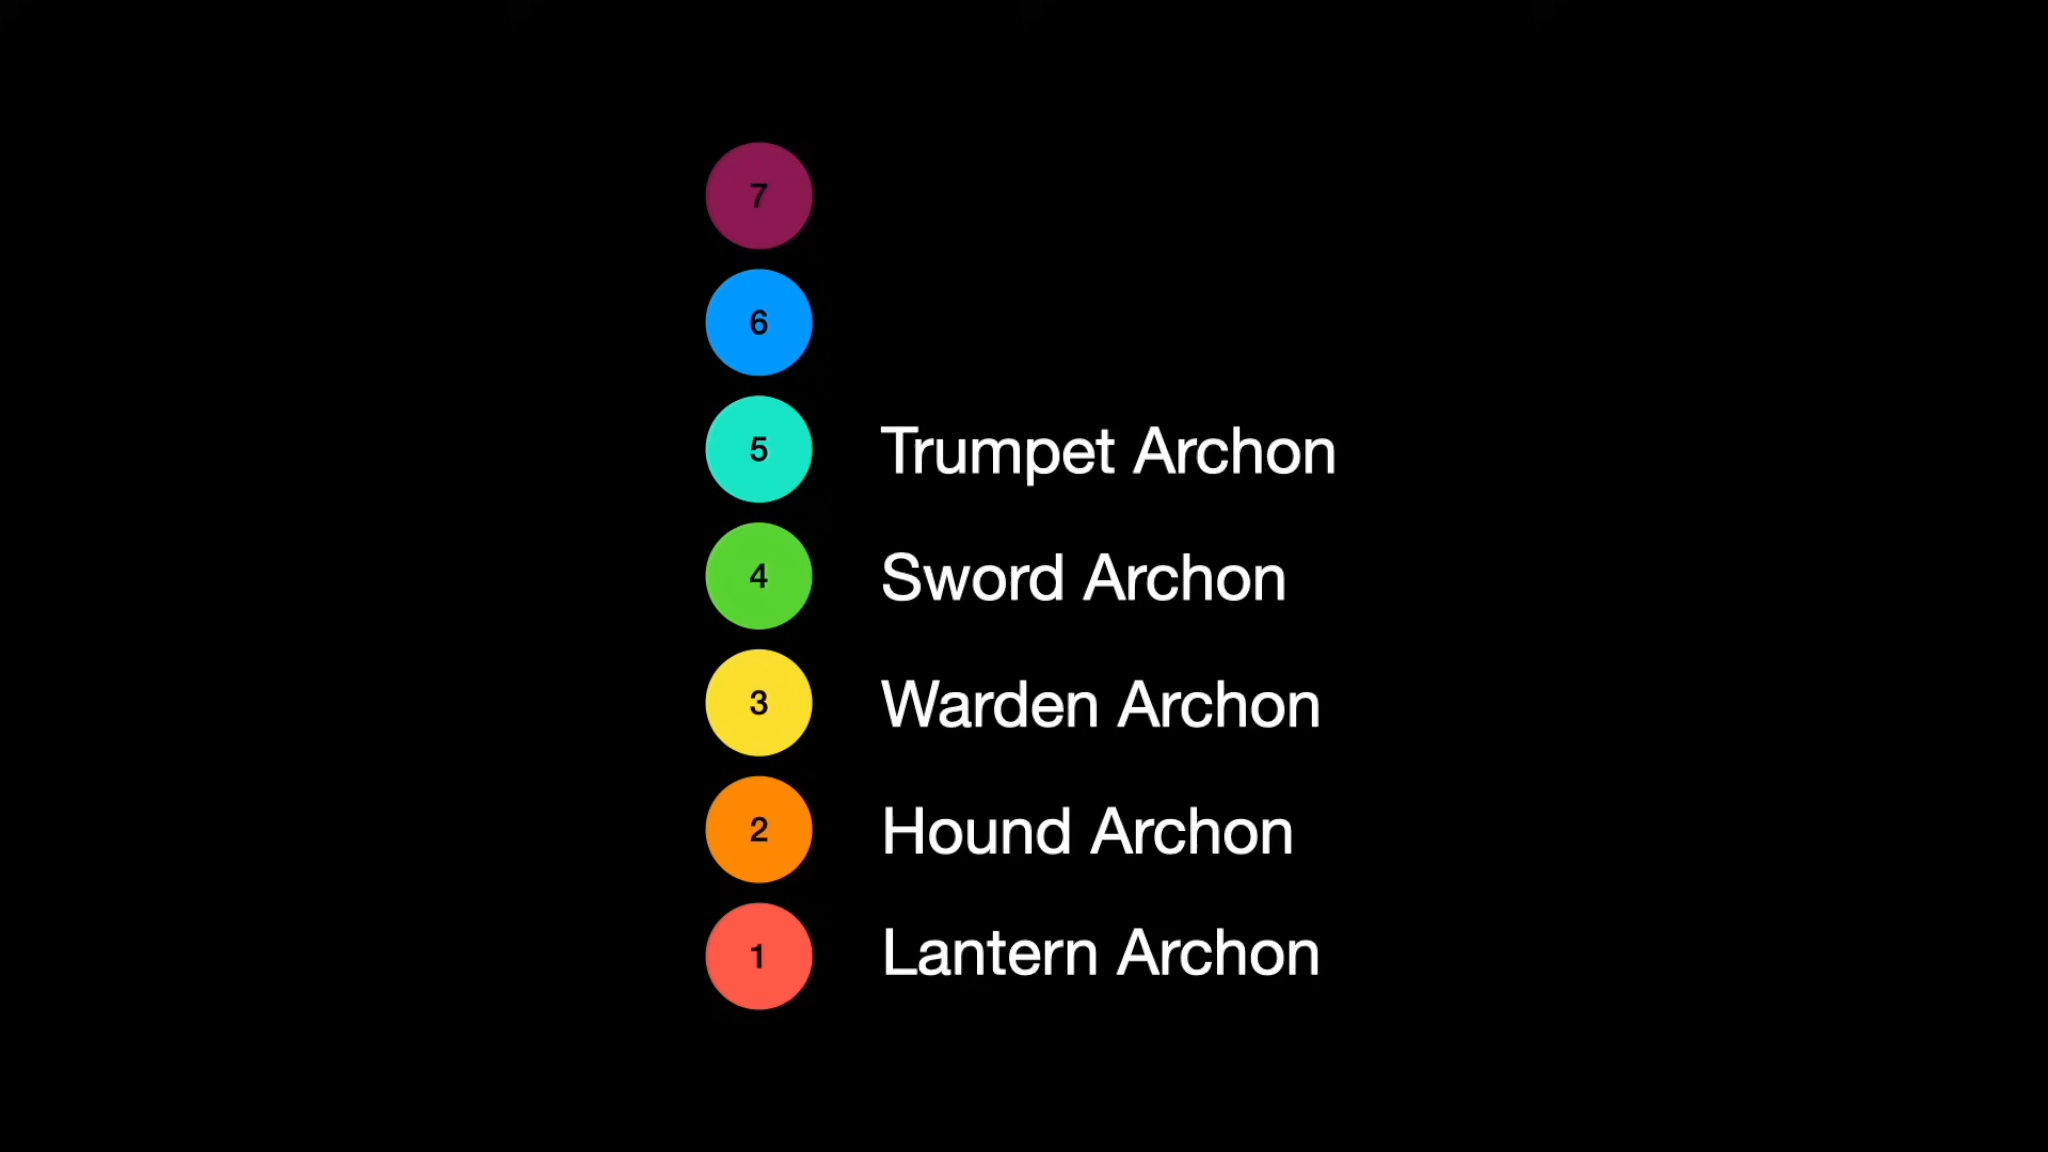 7
6
5 Trumpet Archon
4 Sword Archon
3 Warden Archon
2 Hound Archon
1 Lantern Archon